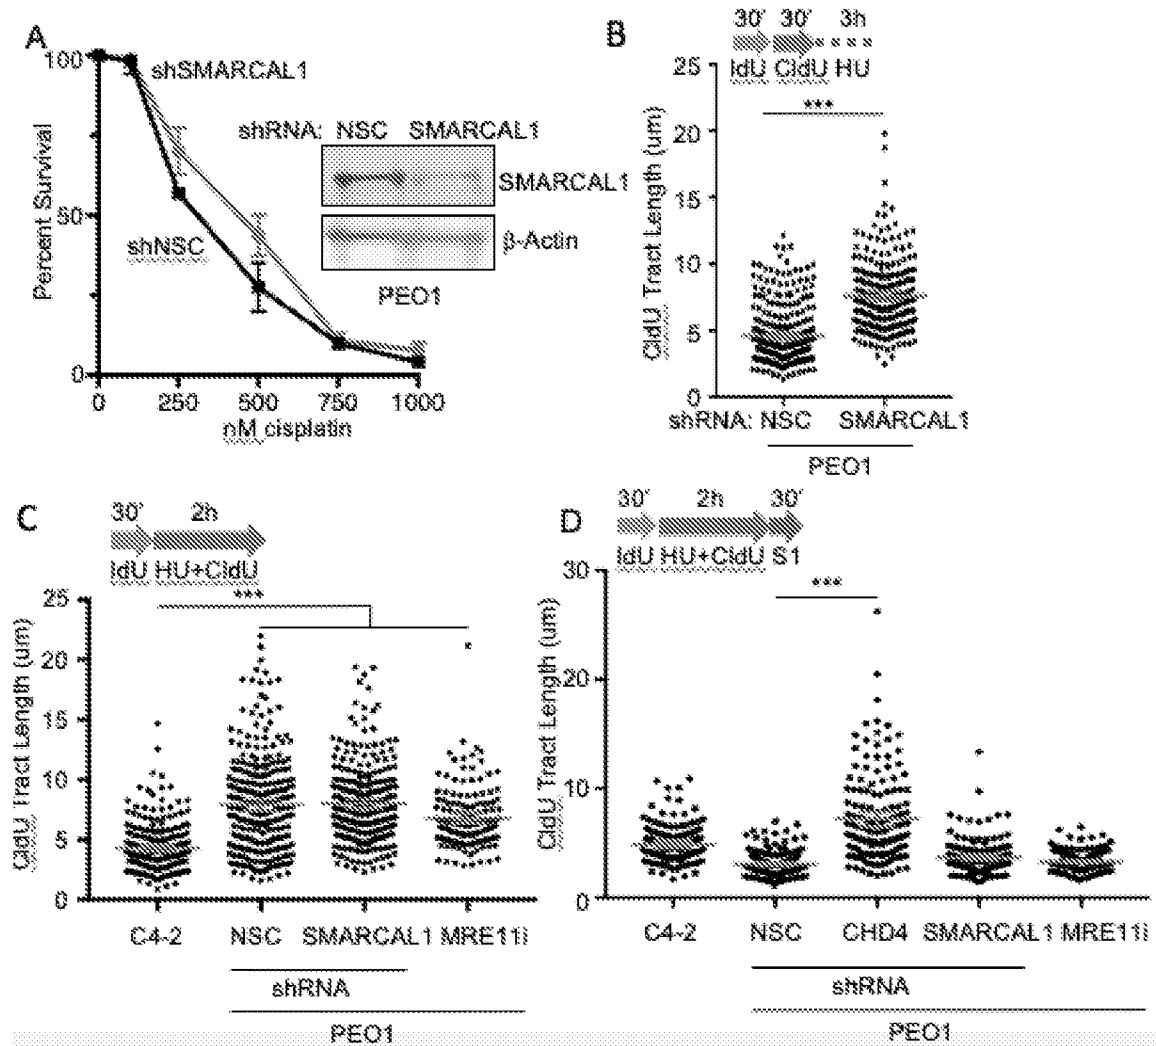 A
100
50
0
Percent Survival
shSMARCAL1
shNSC
shRNA: NSC SMARCAL1
SMARCAL1
β-Actin
PEO1
0 250 500 750 1000
nM cisplatin
B
30' 30' 3h
IdU CldU HU
***
25
20
15
10
5
0
CldU Tract Length (um)
shRNA: NSC SMARCAL1
PEO1
C
30' 2h
IdU HU+CldU
***
25
20
15
10
5
0
CldU Tract Length (um)
C4-2 NSC SMARCAL1 MRE11i
shRNA
PEO1
D
30' 2h 30'
IdU HU+CldU S1
***
30
20
10
0
CldU Tract Length (um)
C4-2 NSC CHD4 SMARCAL1 MRE11i
shRNA
PEO1